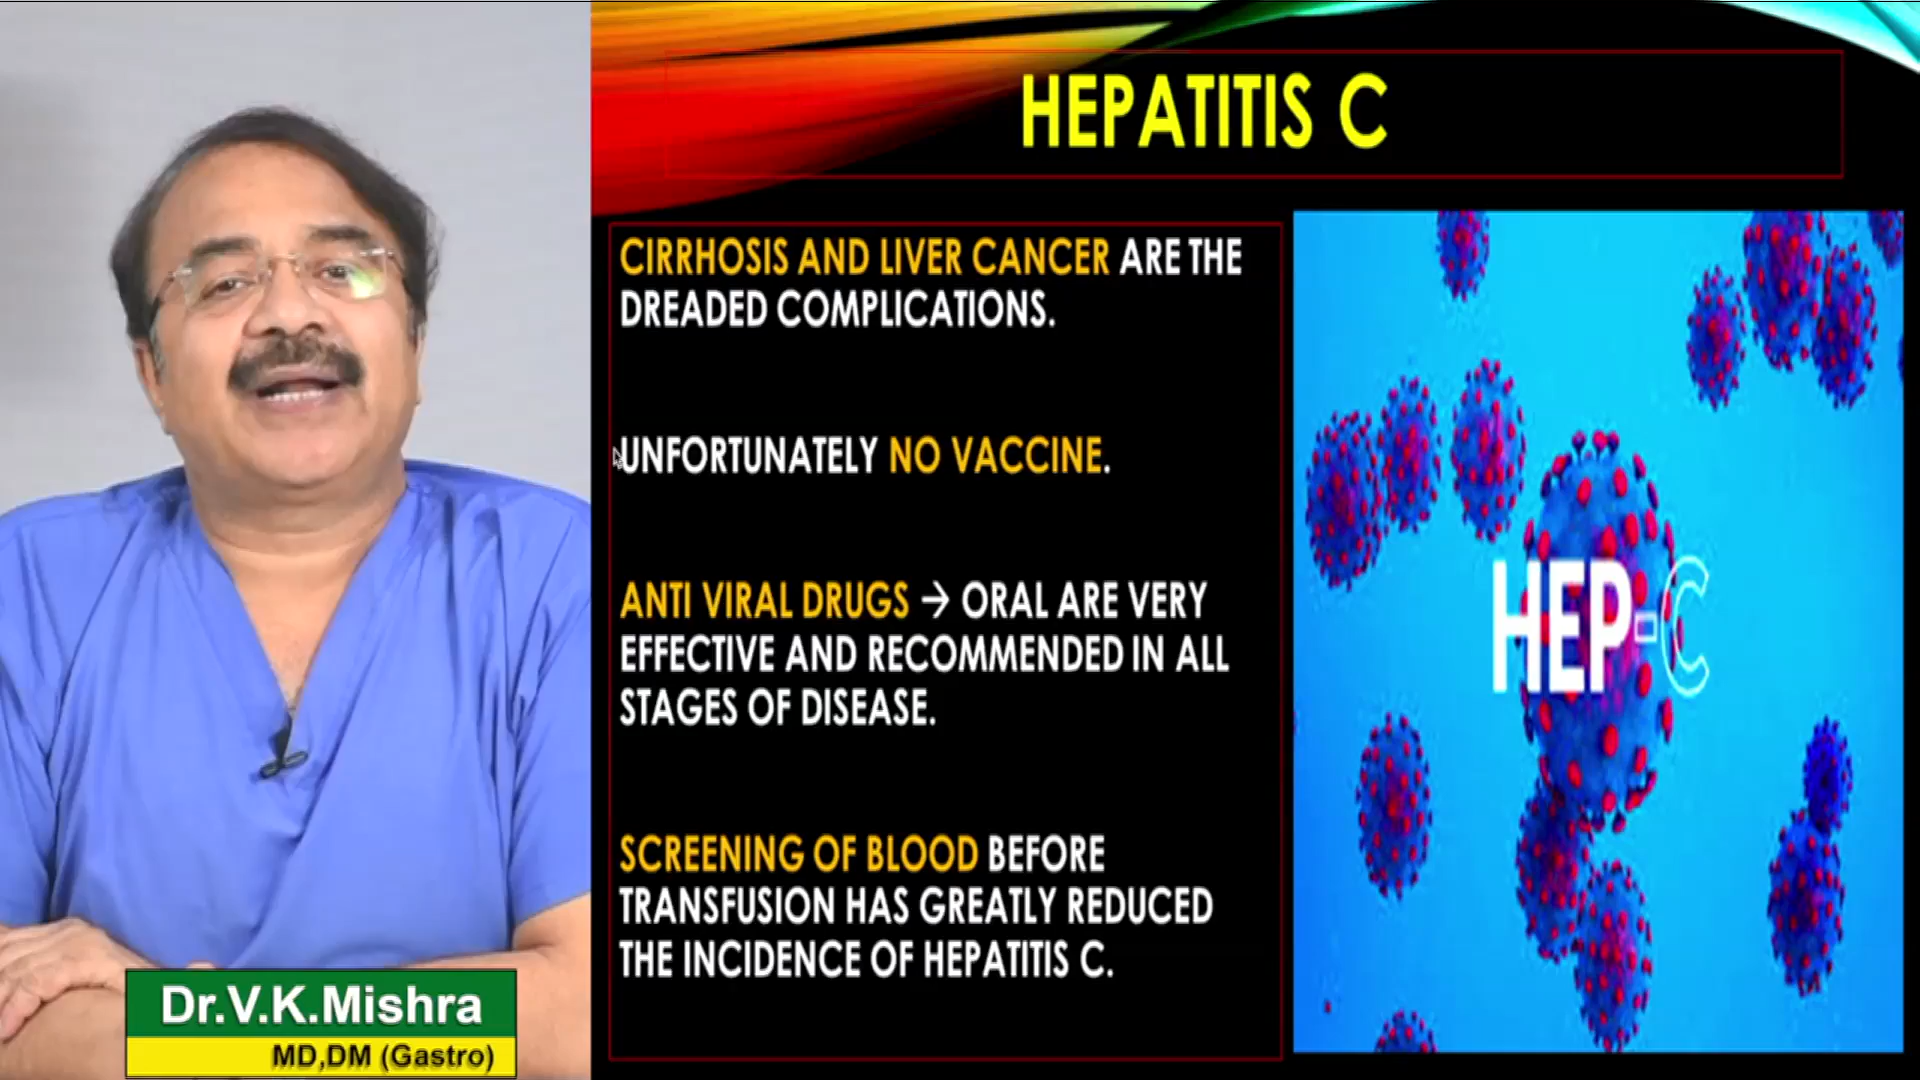 HEPATITIS C
CIRRHOSIS AND LIVER CANCER ARE THE
DREADED COMPLICATIONS.
UNFORTUNATELY NO VACCINE.
ANTI VIRAL DRUGS → ORAL ARE VERY
EFFECTIVE AND RECOMMENDED IN ALL
STAGES OF DISEASE.
SCREENING OF BLOOD BEFORE
TRANSFUSION HAS GREATLY REDUCED
THE INCIDENCE OF HEPATITIS C.
HEP-C
Dr.V.K.Mishra
MD,DM (Gastro)